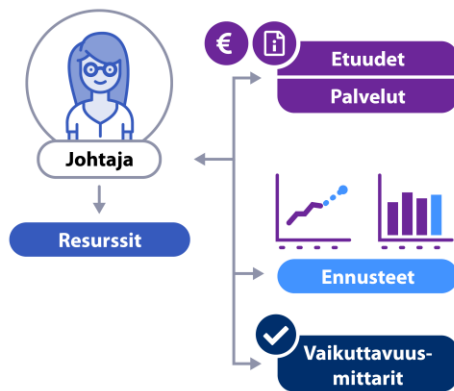 €
i
Etuudet
Palvelut
Johtaja
Resurssit
Ennusteet
Vaikuttavuus-
mittarit